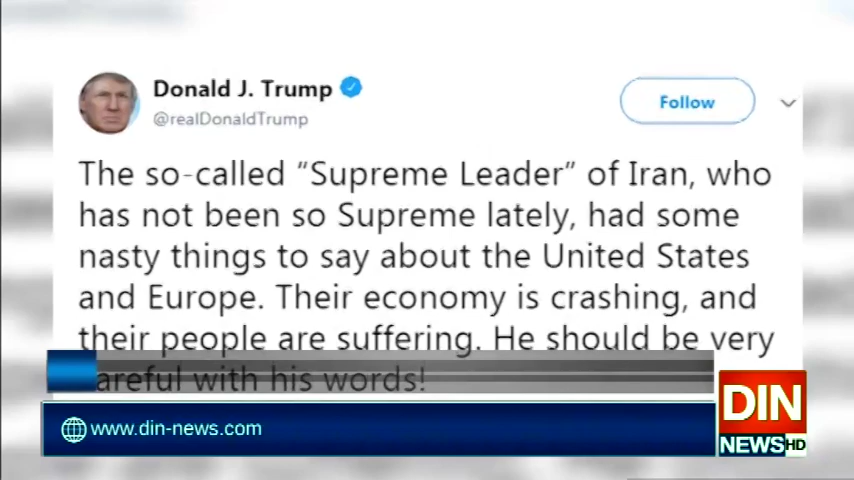 Donald J. Trump
@realDonaldTrump
Follow
The so-called “Supreme Leader” of Iran, who
has not been so Supreme lately, had some
nasty things to say about the United States
and Europe. Their economy is crashing, and
their people are suffering. He should be very
careful with his words!
www.din-news.com
DIN
NEWS HD